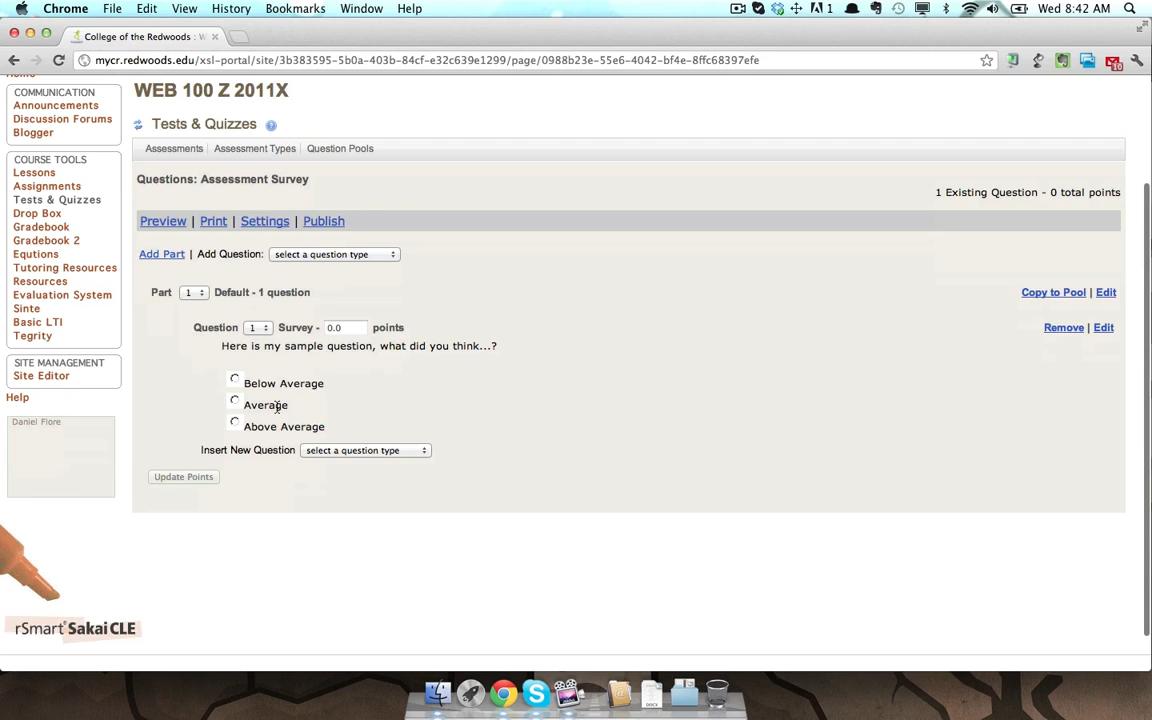 Chrome File Edit View History Bookmarks Window Help 1 Wed 8:42 AM
College of the Redwoods : W
mycr.redwoods.edu/xsl-portal/site/3b383595-5b0a-403b-84cf-e32c639e1299/page/0988b23e-55e6-4042-bf4e-8ffc68397efe
COMMUNICATION
Announcements
Discussion Forums
Blogger
COURSE TOOLS
Lessons
Assignments
Tests & Quizzes
Drop Box
Gradebook
Gradebook 2
Equtions
Tutoring Resources
Resources
Evaluation System
Sinte
Basic LTI
Tegrity
SITE MANAGEMENT
Site Editor
Help
Daniel Flore
rSmart Sakai CLE
WEB 100 Z 2011X
Tests & Quizzes
Assessments | Assessment Types | Question Pools
Questions: Assessment Survey
1 Existing Question - 0 total points
Preview | Print | Settings | Publish
Add Part | Add Question: select a question type
Part 1 Default - 1 question Copy to Pool | Edit
Question 1 Survey - 0.0 points Remove | Edit
Here is my sample question, what did you think...?
Below Average
Average
Above Average
Insert New Question select a question type
Update Points
DOCX